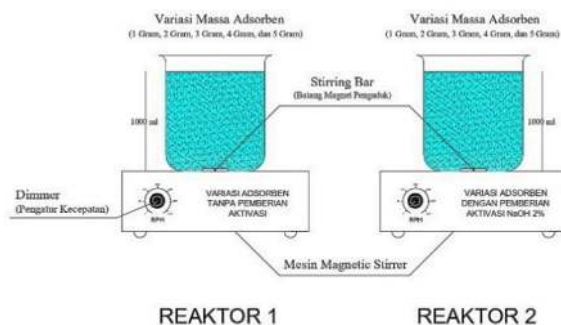 Variasi Massa Adsorben
(1 Gram, 2 Gram, 3 Gram, 4 Gram, dan 5 Gram)
Variasi Massa Adsorben
(1 Gram, 2 Gram, 3 Gram, 4 Gram, dan 5 Gram)
Stirring Bar
(Batang Magnet Pengaduk)
1000 ml
1000 ml
Dimmer
(Pengatur Kecepatan)
RPH
VARIASI ADSORBEN
TANPA PEMBERIAN
AKTIVASI
RPH
VARIASI ADSORBEN
DENGAN PEMBERIAN
AKTIVASI NaOH 2%
Mesin Magnetic Stirrer
REAKTOR 1
REAKTOR 2